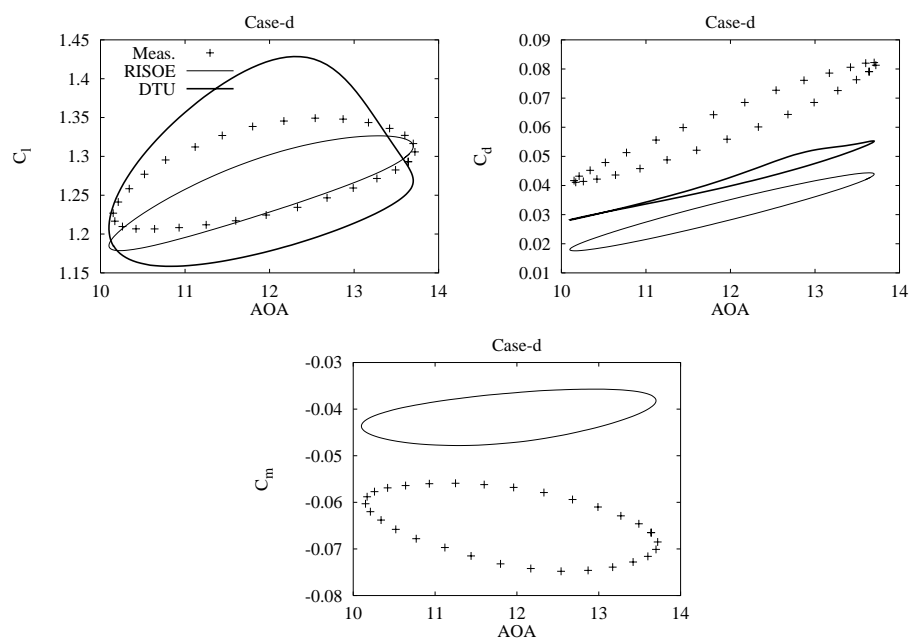 Case-d
Meas.
RISOE
DTU
C_l
1.45
1.4
1.35
1.3
1.25
1.2
1.15
10 11 12 13 14
AOA
Case-d
C_d
0.09
0.08
0.07
0.06
0.05
0.04
0.03
0.02
0.01
10 11 12 13 14
AOA
Case-d
C_m
-0.03
-0.04
-0.05
-0.06
-0.07
-0.08
10 11 12 13 14
AOA